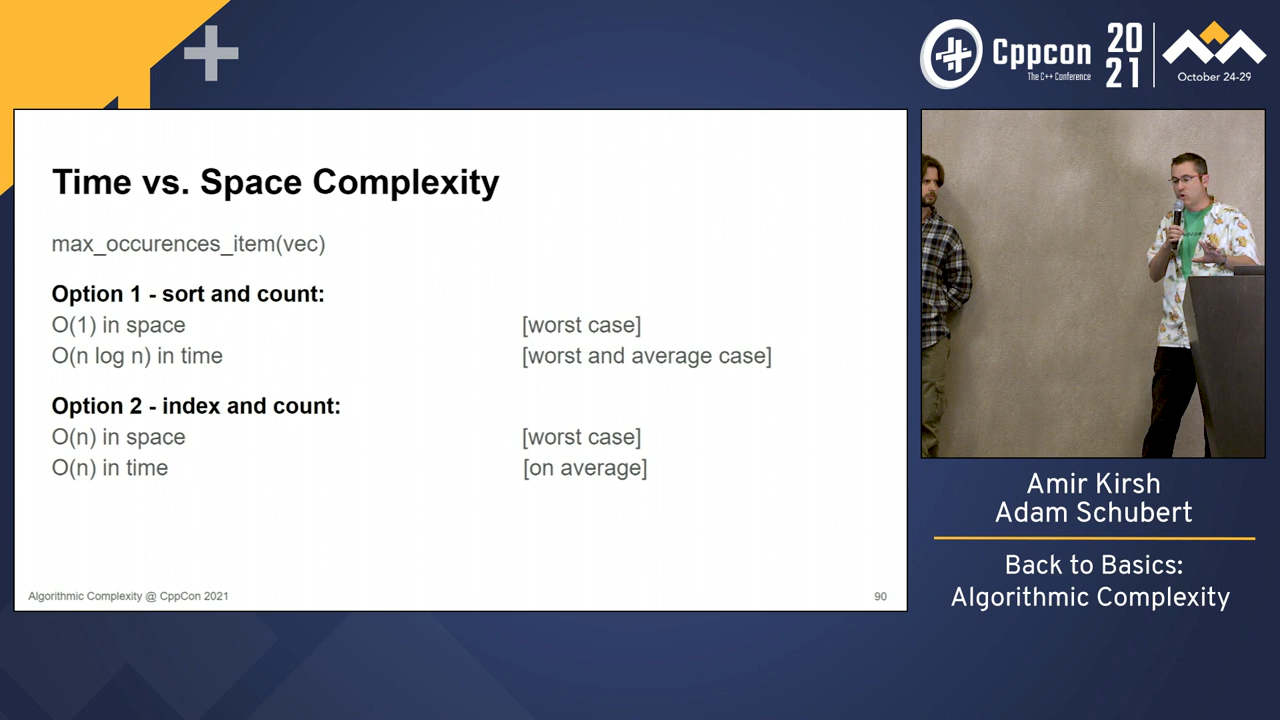 Cppcon
The C++ Conference
20
21
October 24-29
Time vs. Space Complexity
max_occurences_item(vec)
Option 1 - sort and count:
O(1) in space [worst case]
O(n log n) in time [worst and average case]
Option 2 - index and count:
O(n) in space [worst case]
O(n) in time [on average]
Algorithmic Complexity @ CppCon 2021
90
Amir Kirsh
Adam Schubert
Back to Basics:
Algorithmic Complexity